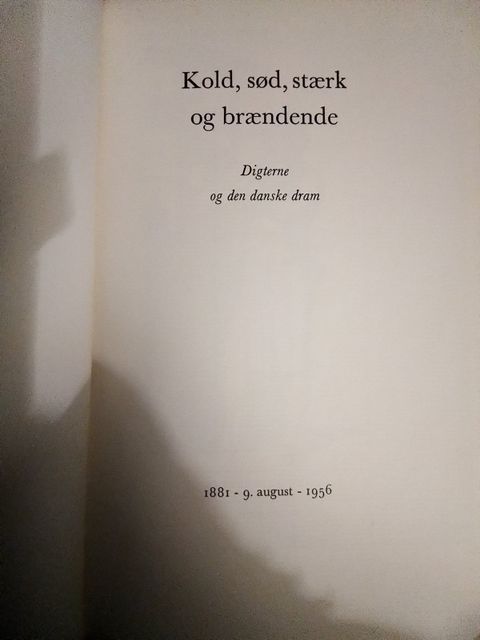 Kold, sød, stærk
og brændende
Digterne
og den danske dram
1881 - 9. august - 1956